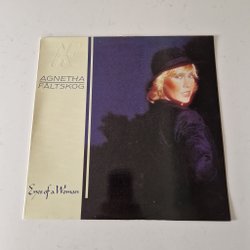 AGNETHA
FÄLTSKOG
Eyes of a Woman